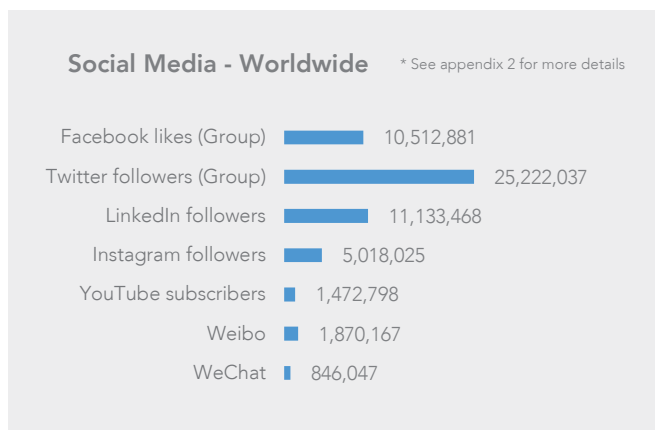 Social Media - Worldwide * See appendix 2 for more details
Facebook likes (Group) 10,512,881
Twitter followers (Group) 25,222,037
LinkedIn followers 11,133,468
Instagram followers 5,018,025
YouTube subscribers 1,472,798
Weibo 1,870,167
WeChat 846,047